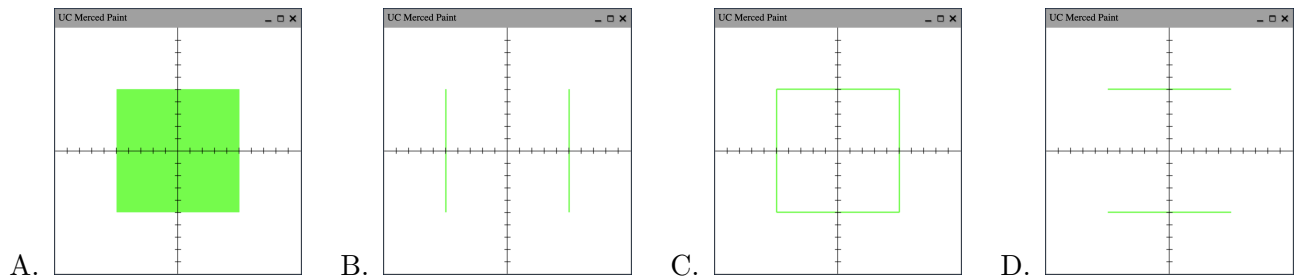 UC Merced Paint
A.
UC Merced Paint
B.
UC Merced Paint
C.
UC Merced Paint
D.